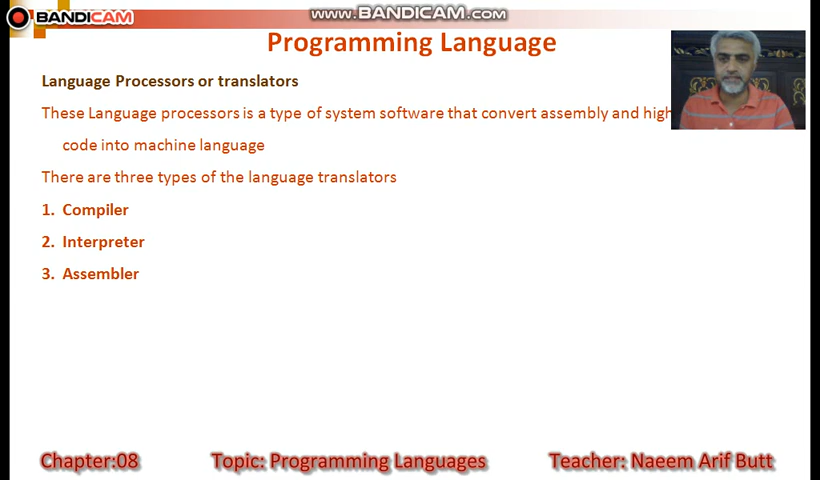 BANDICAM
WWW.BANDICAM.COM
Programming Language
Language Processors or translators
These Language processors is a type of system software that convert assembly and high
code into machine language
There are three types of the language translators
1. Compiler
2. Interpreter
3. Assembler
Chapter:08 Topic: Programming Languages Teacher: Naeem Arif Butt